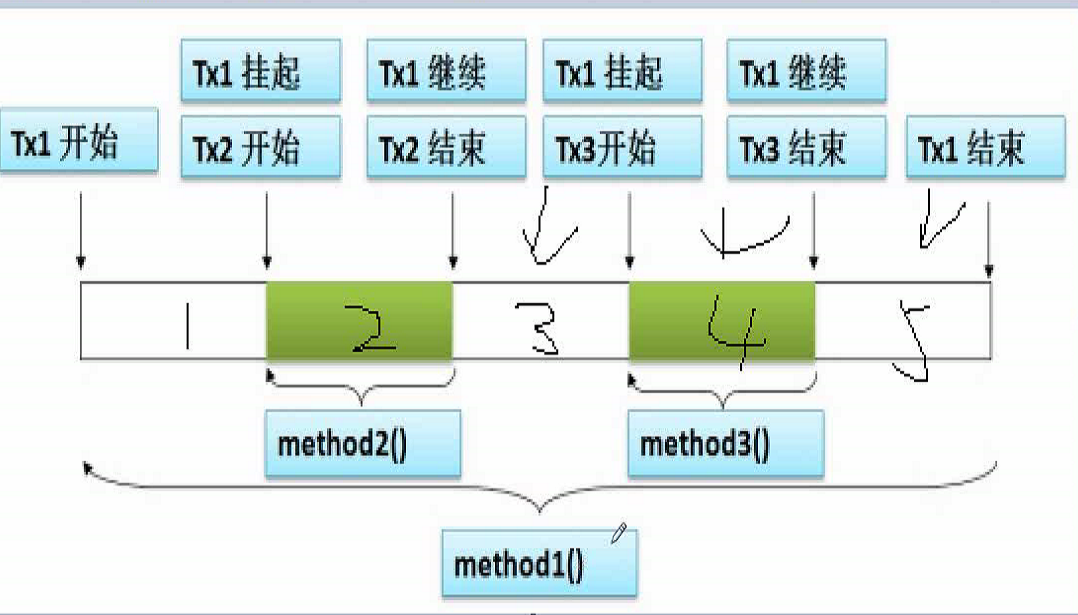 Tx1 挂起
Tx1 继续
Tx1 挂起
Tx1 继续
Tx1 开始
Tx2 开始
Tx2 结束
Tx3开始
Tx3 结束
Tx1 结束
1 2 3 4 5
method2()
method3()
method1()